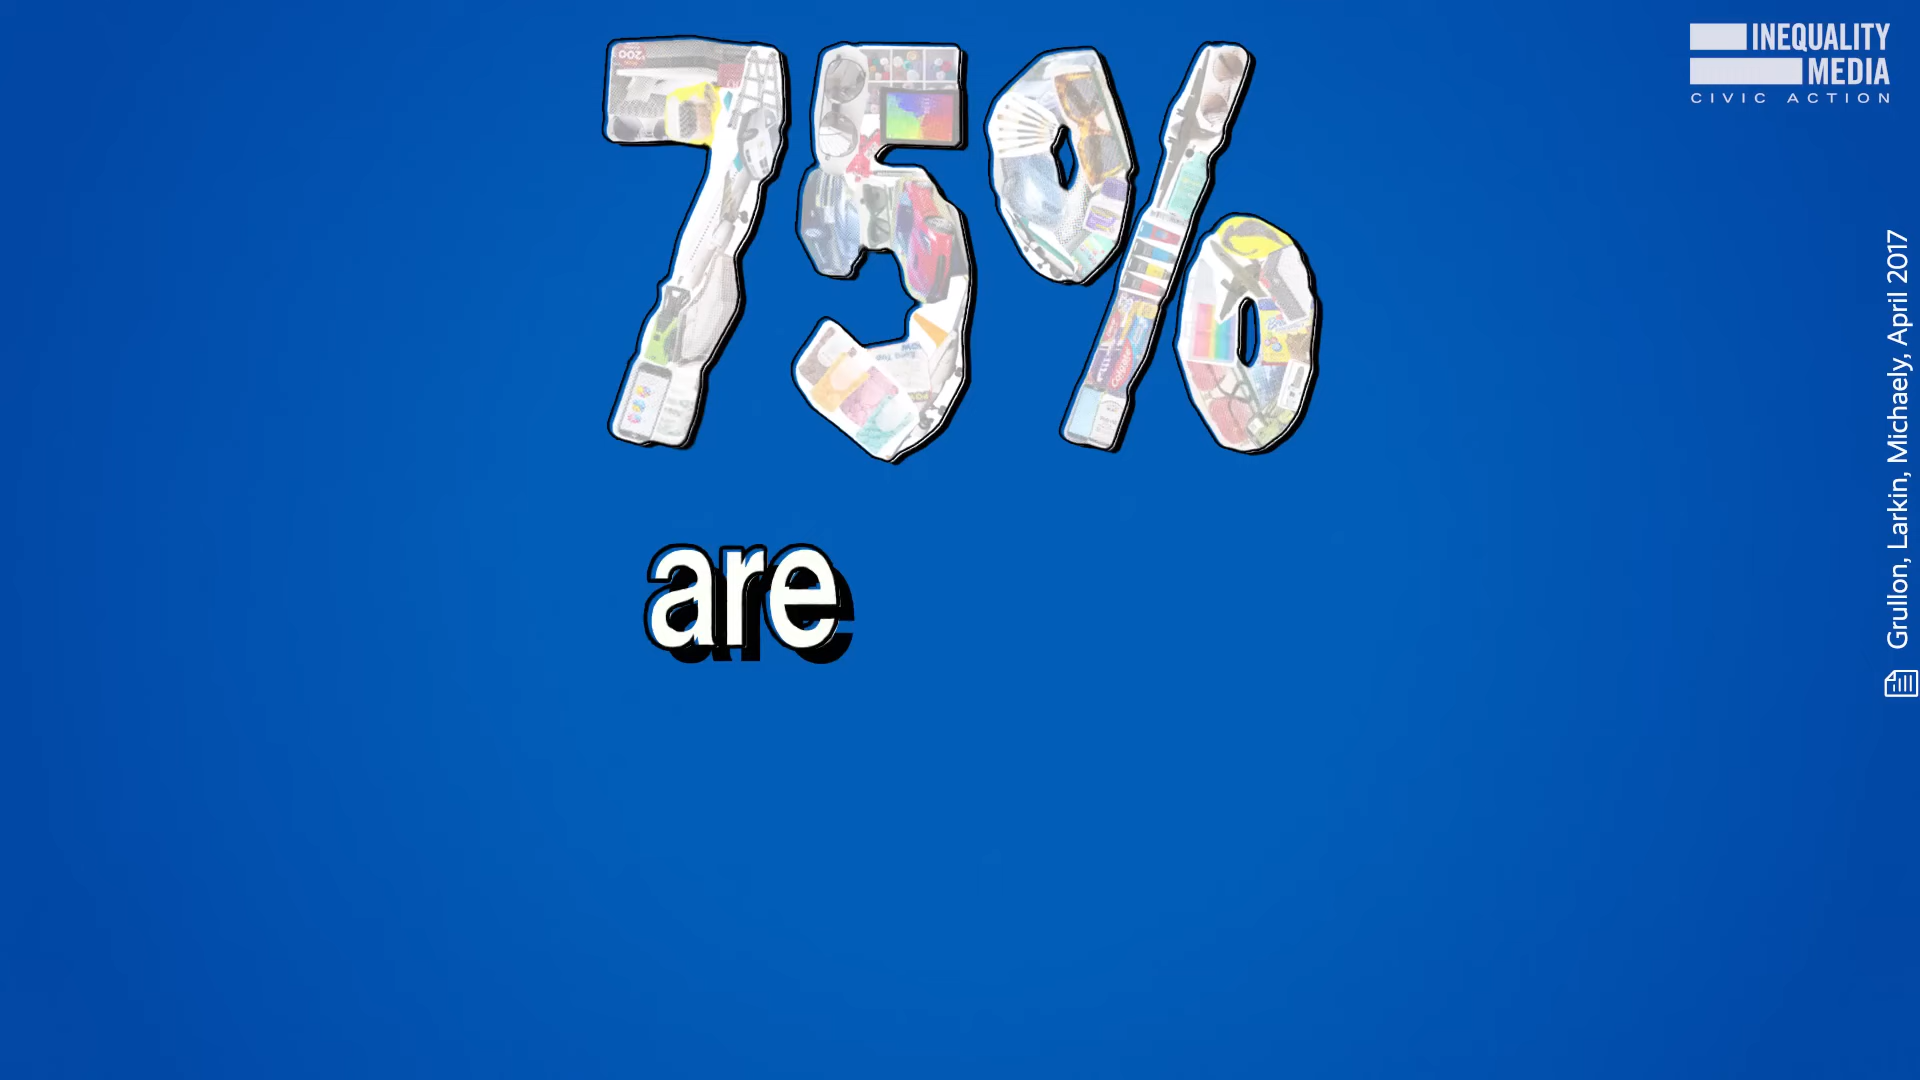 75%
are
INEQUALITY
MEDIA
CIVIC ACTION
Grullon, Larkin, Michaely, April 2017